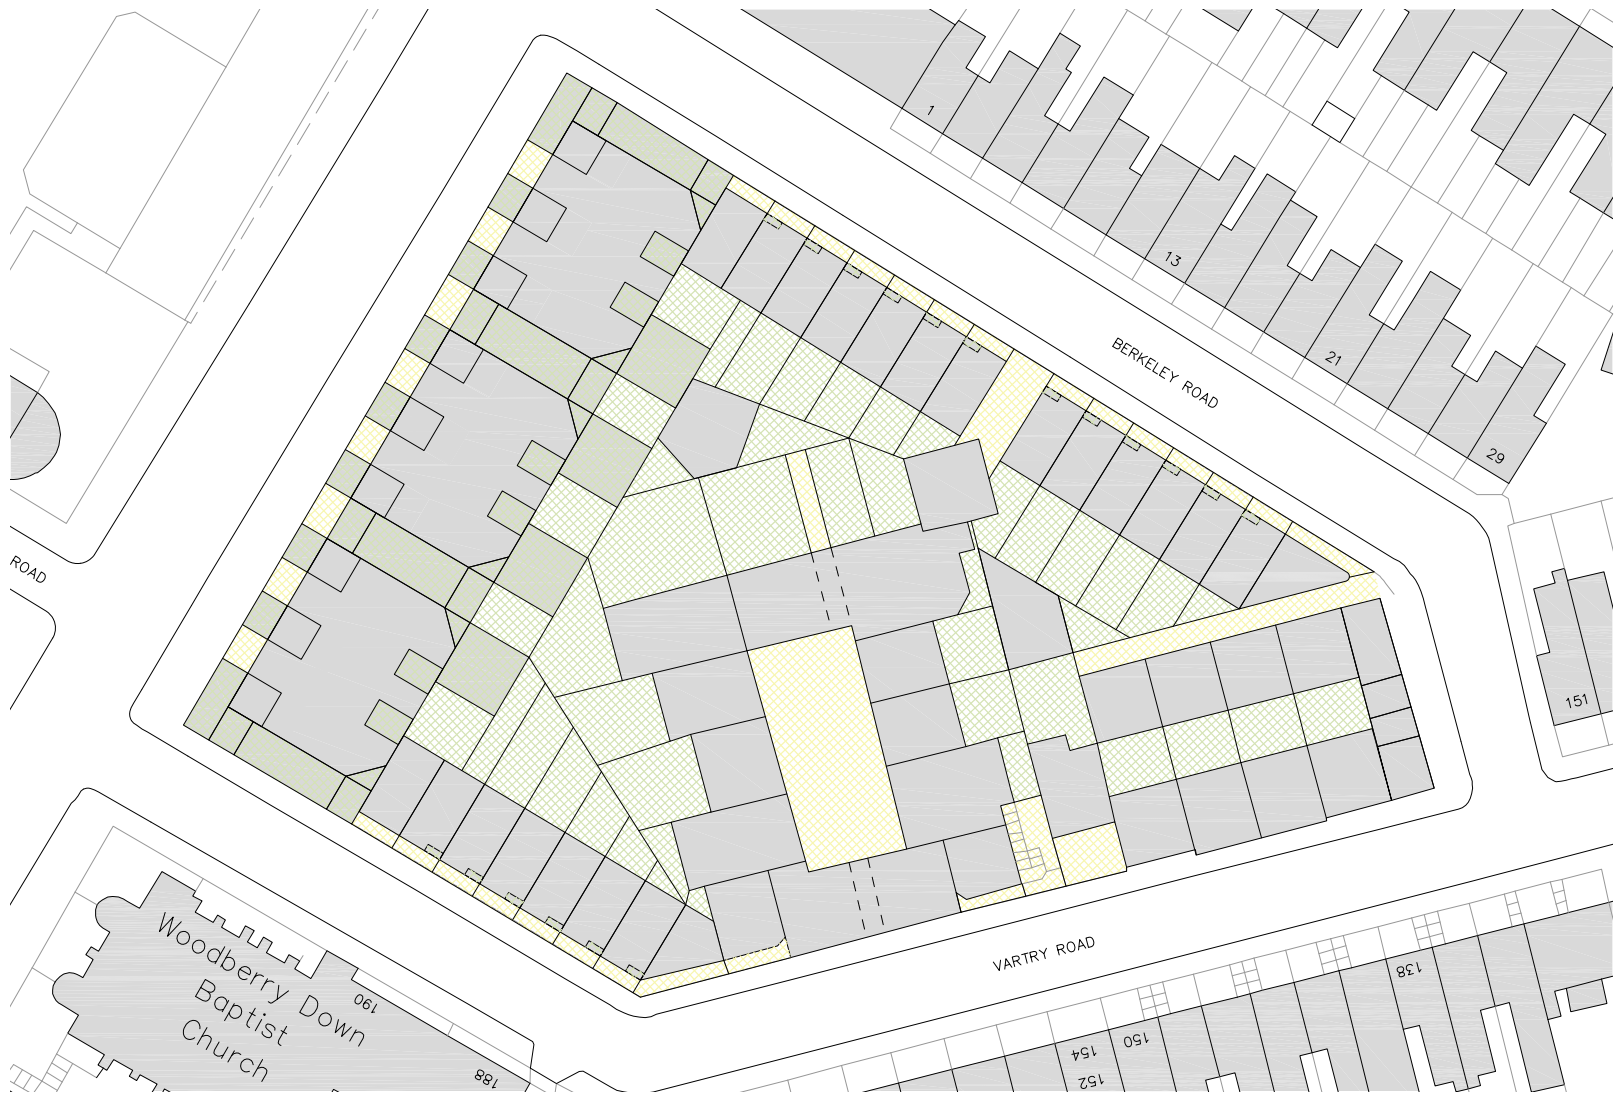 1
13
BERKELEY ROAD
21
29
ROAD
151
Woodberry Down
Baptist
Church
190
188
VARTRY ROAD
138
150
154
152